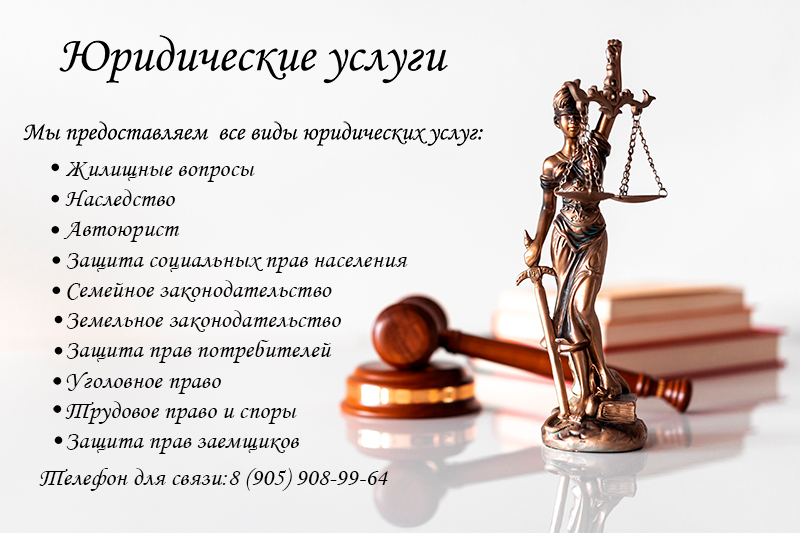 Юридические услуги
Мы предоставляем все виды юридических услуг:
• Жилищные вопросы
• Наследство
• Автоюрист
• Защита социальных прав населения
• Семейное законодательство
• Земельное законодательство
• Защита прав потребителей
• Уголовное право
• Трудовое право и споры
• Защита прав заемщиков
Телефон для связи:8 (905) 908-99-64